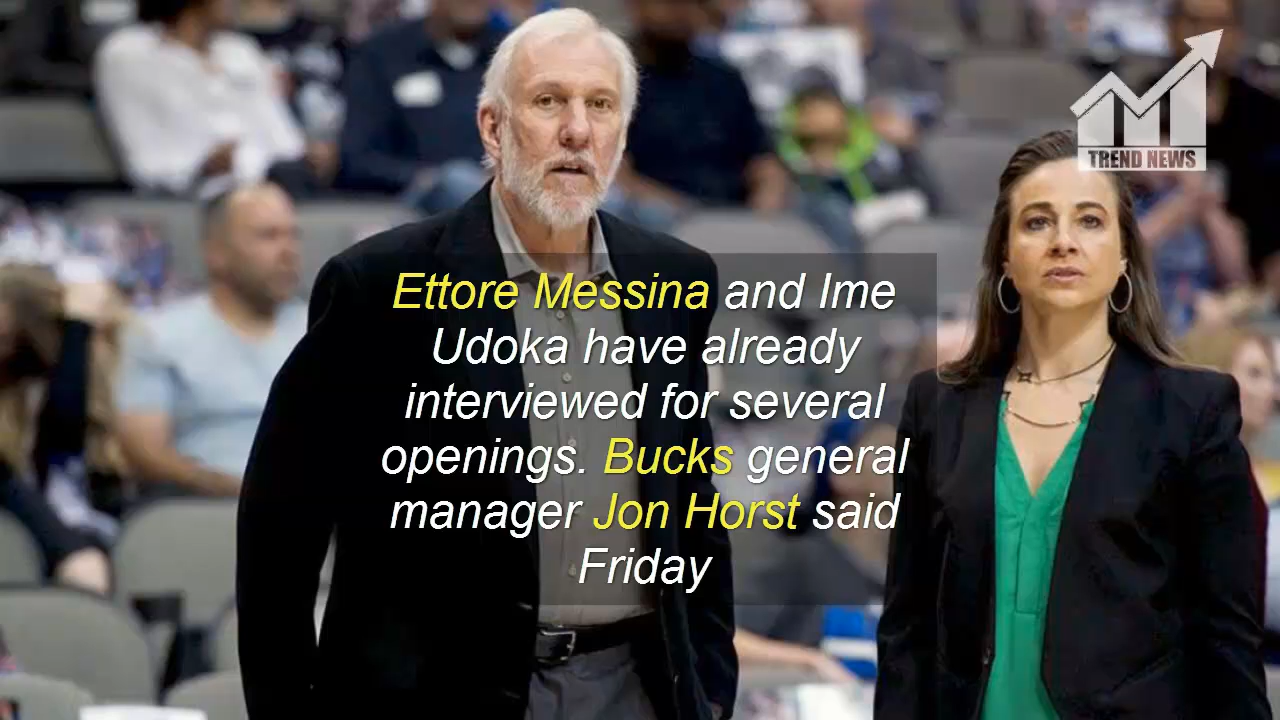 TREND NEWS
Ettore Messina and Ime
Udoka have already
interviewed for several
openings. Bucks general
manager Jon Horst said
Friday